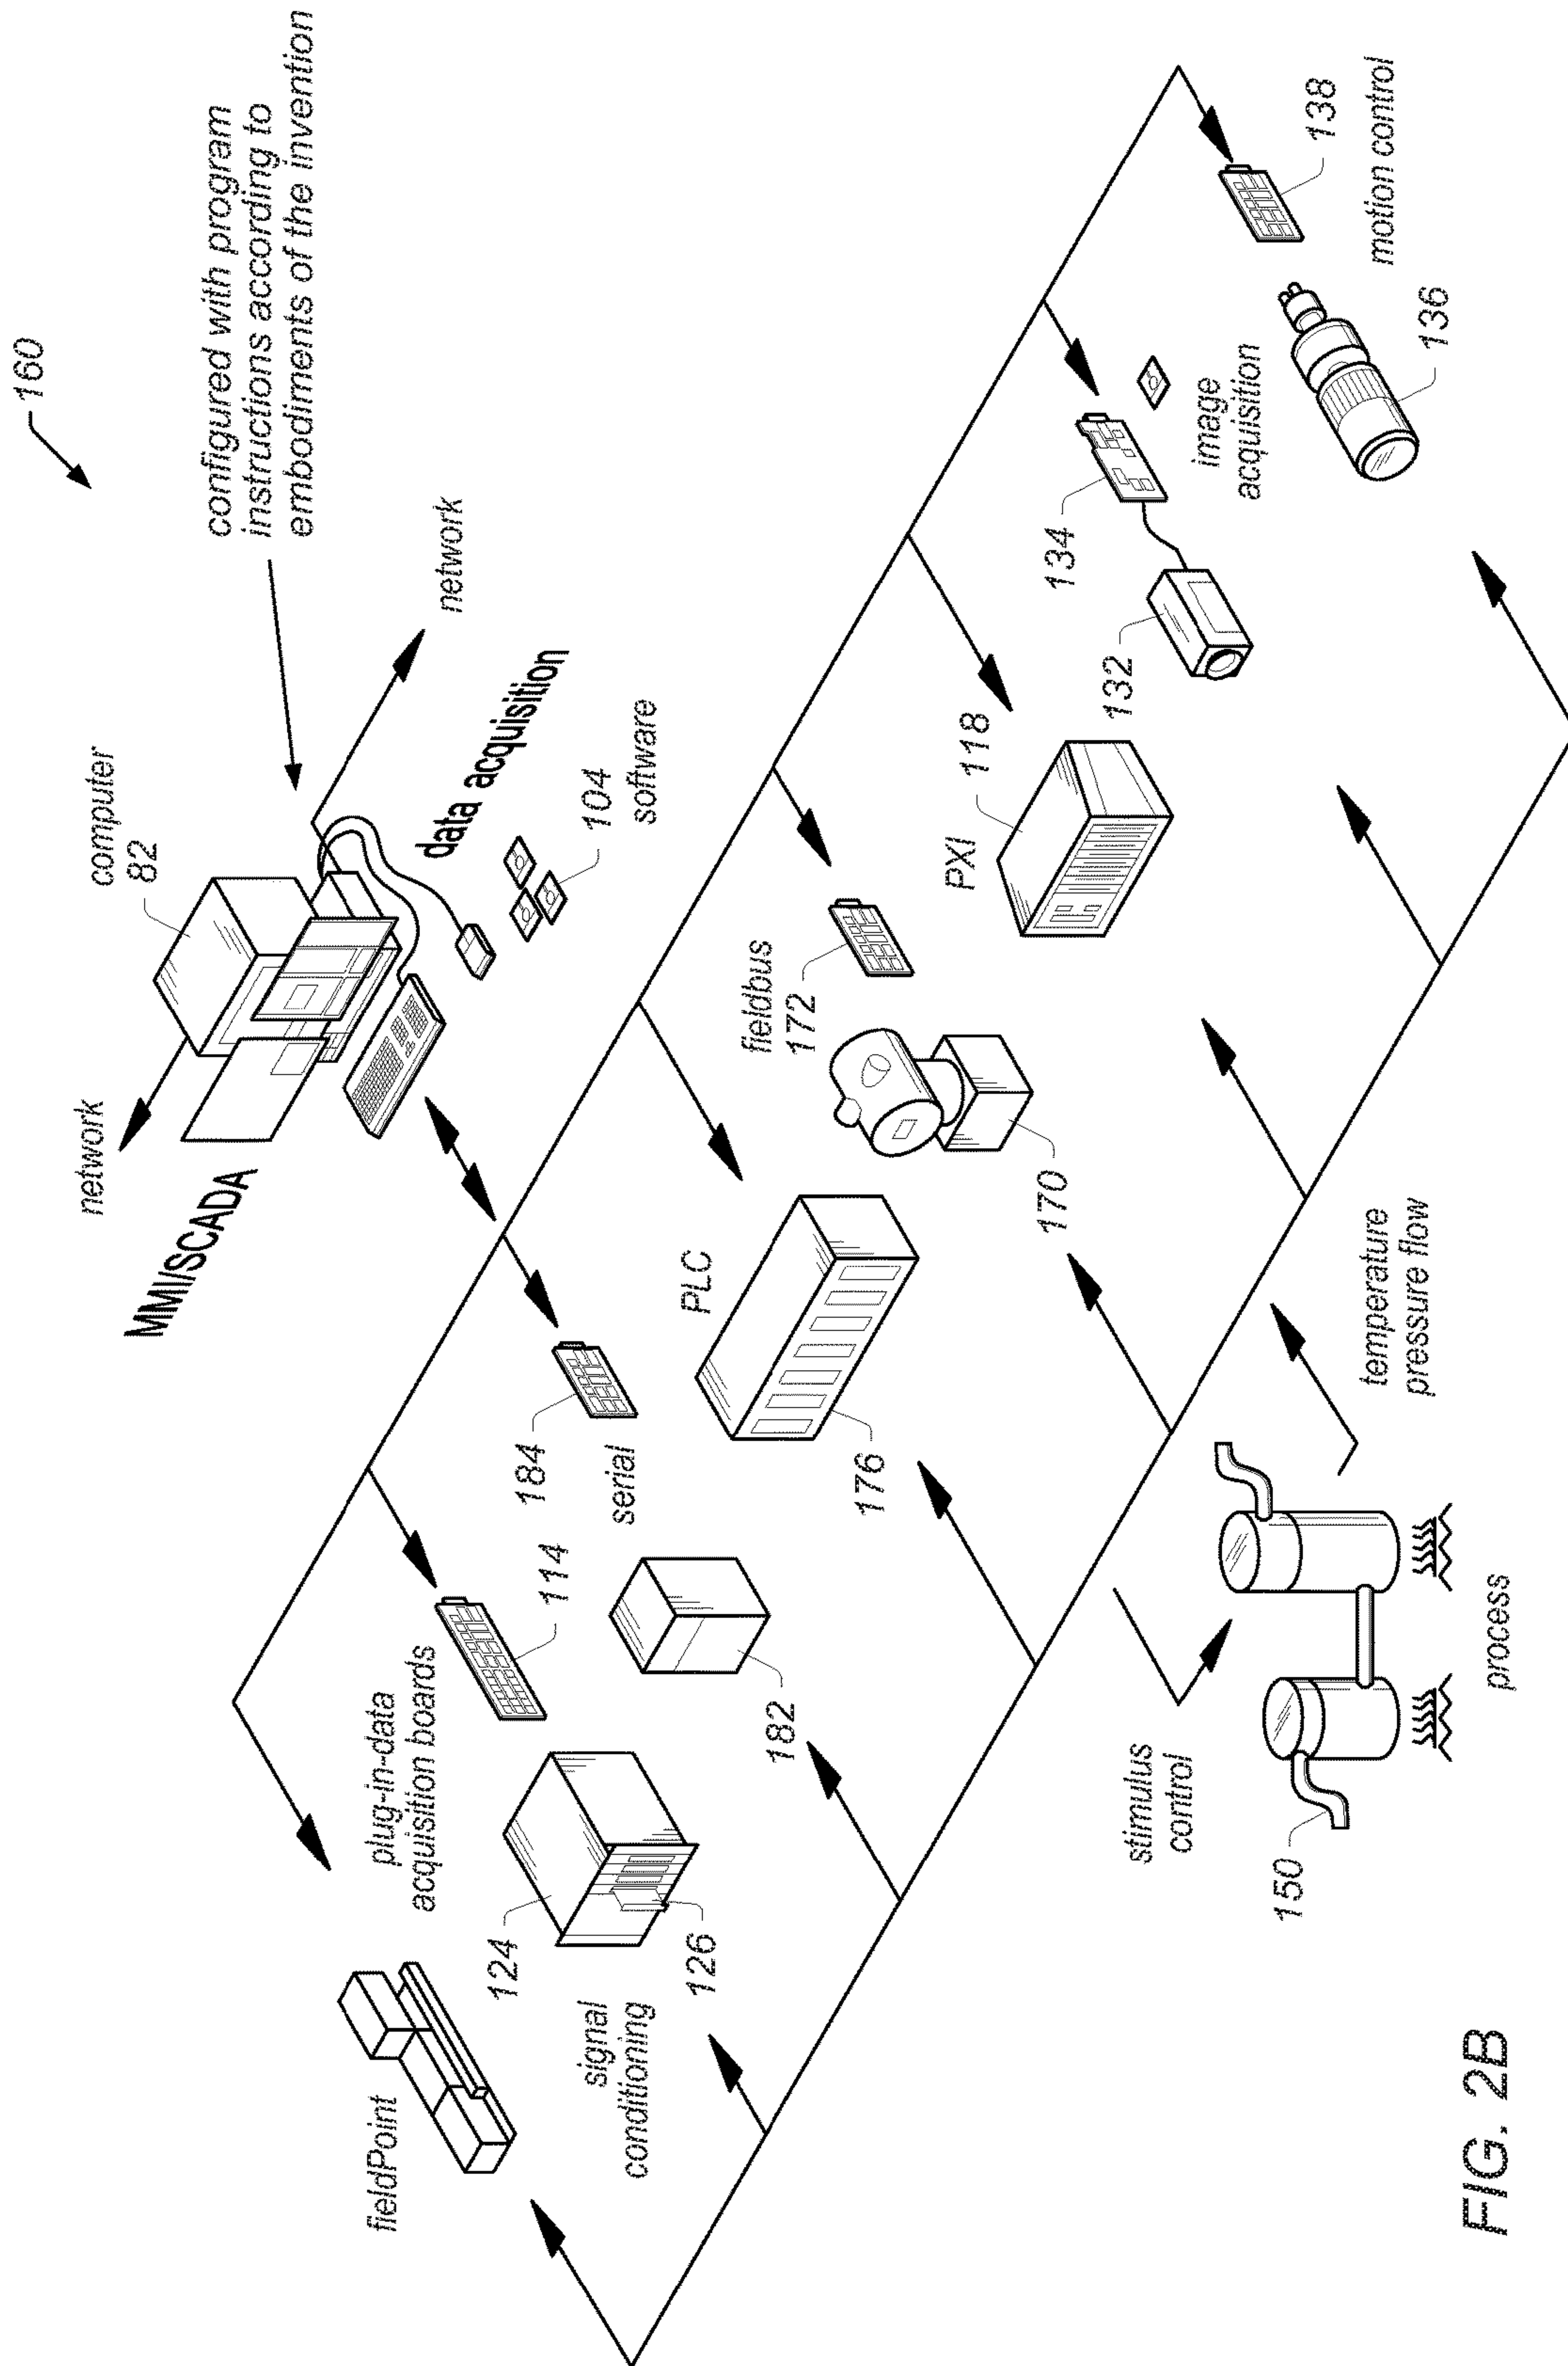 160
configured with program
instructions according to
embodiments of the invention
computer
82
network
network
MMI/SCADA
data acquisition
104
software
fieldPoint
plug-in-data
acquisition boards
114
124
126
signal
conditioning
182
184
serial
PLC
176
fieldbus
172
170
PXI
118
134
132
image
acquisition
138
motion control
136
stimulus
control
150
process
temperature
pressure flow
FIG. 2B